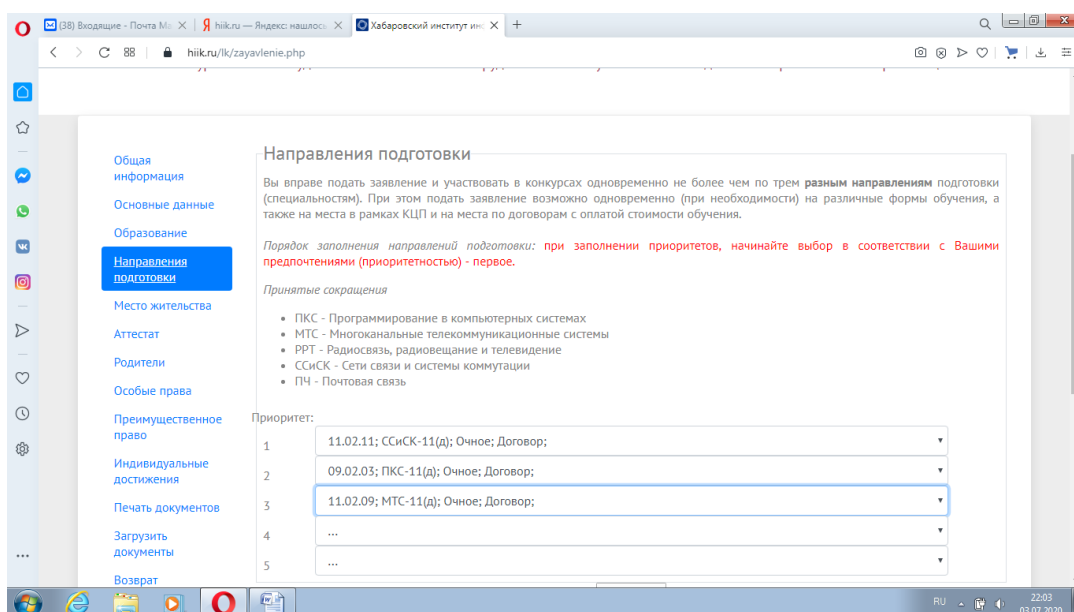 (38) Входящие - Почта Ма
hiik.ru — Яндекс: нашлось
Хабаровский институт инс
hiik.ru/lk/zayavlenie.php
Общая
информация
Основные данные
Образование
Направления
подготовки
Место жительства
Аттестат
Родители
Особые права
Преимущественное
право
Индивидуальные
достижения
Печать документов
Загрузить
документы
Возврат
Направления подготовки
Вы вправе подать заявление и участвовать в конкурсах одновременно не более чем по трем разным направлениям подготовки
(специальностям). При этом подать заявление возможно одновременно (при необходимости) на различные формы обучения, а
также на места в рамках КЦП и на места по договорам с оплатой стоимости обучения.
Порядок заполнения направлений подготовки: при заполнении приоритетов, начинайте выбор в соответствии с Вашими
предпочтениями (приоритетностью) - первое.
Принятые сокращения
ПКС - Программирование в компьютерных системах
МТС - Многоканальные телекоммуникационные системы
РРТ - Радиосвязь, радиовещание и телевидение
ССиСК - Сети связи и системы коммутации
ПЧ - Почтовая связь
Приоритет:
1 11.02.11; ССиСК-11(д); Очное; Договор;
2 09.02.03; ПКС-11(д); Очное; Договор;
3 11.02.09; МТС-11(д); Очное; Договор;
4 ...
5 ...
RU
22:03
03.07.2020